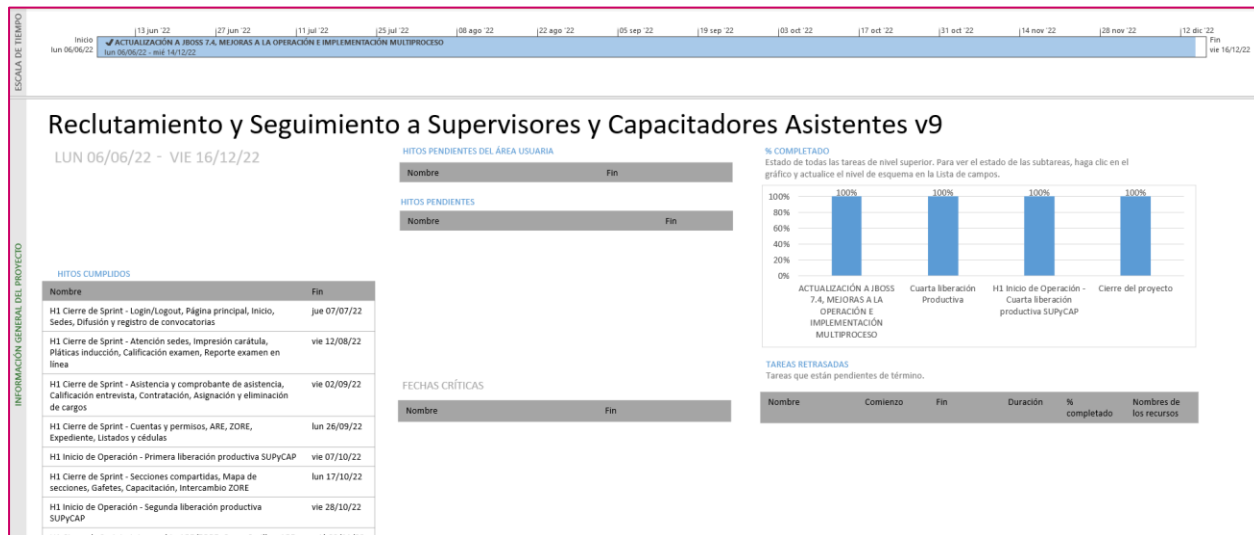 ESCALA DE TIEMPO
13 jun '22 27 jun '22 11 jul '22 25 jul '22 08 ago '22 22 ago '22 05 sep '22 19 sep '22 03 oct '22 17 oct '22 31 oct '22 14 nov '22 28 nov '22 12 dic '22
Inicio
lun 06/06/22
ACTUALIZACIÓN A JBOSS 7.4, MEJORAS A LA OPERACIÓN E IMPLEMENTACIÓN MULTIPROCESO
lun 06/06/22 - mié 14/12/22
Fin
vie 16/12/22
INFORMACIÓN GENERAL DEL PROYECTO
Reclutamiento y Seguimiento a Supervisores y Capacitadores Asistentes v9
LUN 06/06/22 - VIE 16/12/22
HITOS CUMPLIDOS
Nombre Fin
H1 Cierre de Sprint - Login/Logout, Página principal, Inicio, jue 07/07/22
Sedes, Difusión y registro de convocatorias
H1 Cierre de Sprint - Atención sedes, Impresión carátula, vie 12/08/22
Pláticas inducción, Calificación examen, Reporte examen en
línea
H1 Cierre de Sprint - Asistencia y comprobante de asistencia, vie 02/09/22
Calificación entrevista, Contratación, Asignación y eliminación
de cargos
H1 Cierre de Sprint - Cuentas y permisos, ARE, ZORE, lun 26/09/22
Expediente, Listados y cédulas
H1 Inicio de Operación - Primera liberación productiva SUPyCAP vie 07/10/22
H1 Cierre de Sprint - Secciones compartidas, Mapa de lun 17/10/22
secciones, Gafetes, Capacitación, Intercambio ZORE
H1 Inicio de Operación - Segunda liberación productiva vie 28/10/22
SUPyCAP
HITOS PENDIENTES DEL ÁREA USUARIA
Nombre Fin
HITOS PENDIENTES
Nombre Fin
FECHAS CRÍTICAS
Nombre Fin
% COMPLETADO
Estado de todas las tareas de nivel superior. Para ver el estado de las subtareas, haga clic en el
gráfico y actualice el nivel de esquema en la Lista de campos.
100% 100% 100% 100%
100%
80%
60%
40%
20%
0%
ACTUALIZACIÓN A JBOSS
7.4, MEJORAS A LA
OPERACIÓN E
IMPLEMENTACIÓN
MULTIPROCESO
Cuarta liberación
Productiva
H1 Inicio de Operación -
Cuarta liberación
productiva SUPyCAP
Cierre del proyecto
TAREAS RETRASADAS
Tareas que están pendientes de término.
Nombre Comienzo Fin Duración % Nombres de
completado los recursos